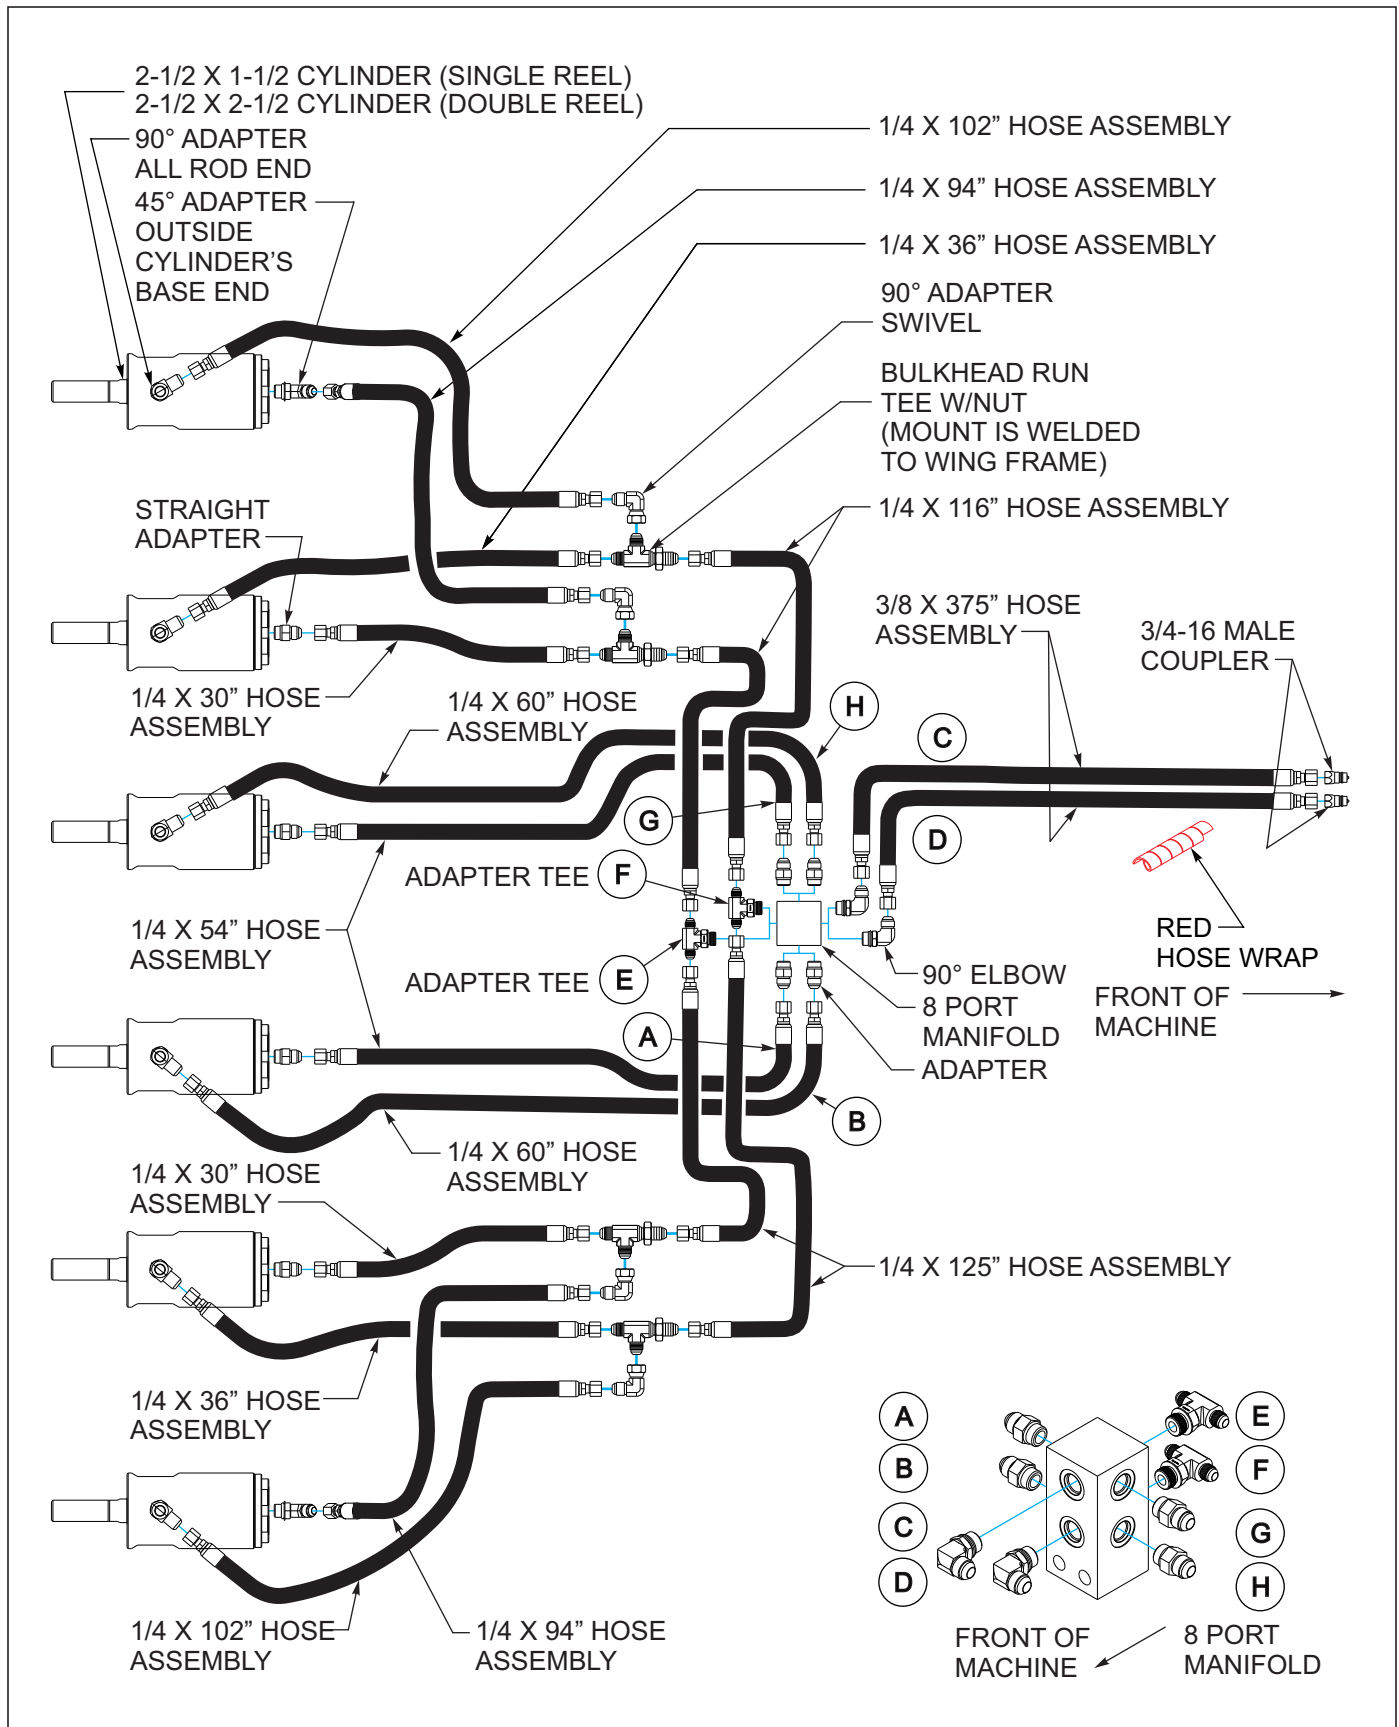 2-1/2 X 1-1/2 CYLINDER (SINGLE REEL)
2-1/2 X 2-1/2 CYLINDER (DOUBLE REEL)
90° ADAPTER
ALL ROD END
45° ADAPTER
OUTSIDE
CYLINDER'S
BASE END
1/4 X 102” HOSE ASSEMBLY
1/4 X 94” HOSE ASSEMBLY
1/4 X 36” HOSE ASSEMBLY
90° ADAPTER
SWIVEL
BULKHEAD RUN
TEE W/NUT
(MOUNT IS WELDED
TO WING FRAME)
STRAIGHT
ADAPTER
1/4 X 116” HOSE ASSEMBLY
3/8 X 375” HOSE
ASSEMBLY
3/4-16 MALE
COUPLER
1/4 X 30” HOSE
ASSEMBLY
1/4 X 60” HOSE
ASSEMBLY
H
C
G
D
ADAPTER TEE F
1/4 X 54” HOSE
ASSEMBLY
ADAPTER TEE E
RED
HOSE WRAP
90° ELBOW
8 PORT
MANIFOLD
ADAPTER
FRONT OF
MACHINE
A
B
1/4 X 60” HOSE
ASSEMBLY
1/4 X 30” HOSE
ASSEMBLY
1/4 X 125” HOSE ASSEMBLY
1/4 X 36” HOSE
ASSEMBLY
1/4 X 102” HOSE
ASSEMBLY
1/4 X 94” HOSE
ASSEMBLY
A
B
C
D
E
F
G
H
FRONT OF
MACHINE
8 PORT
MANIFOLD